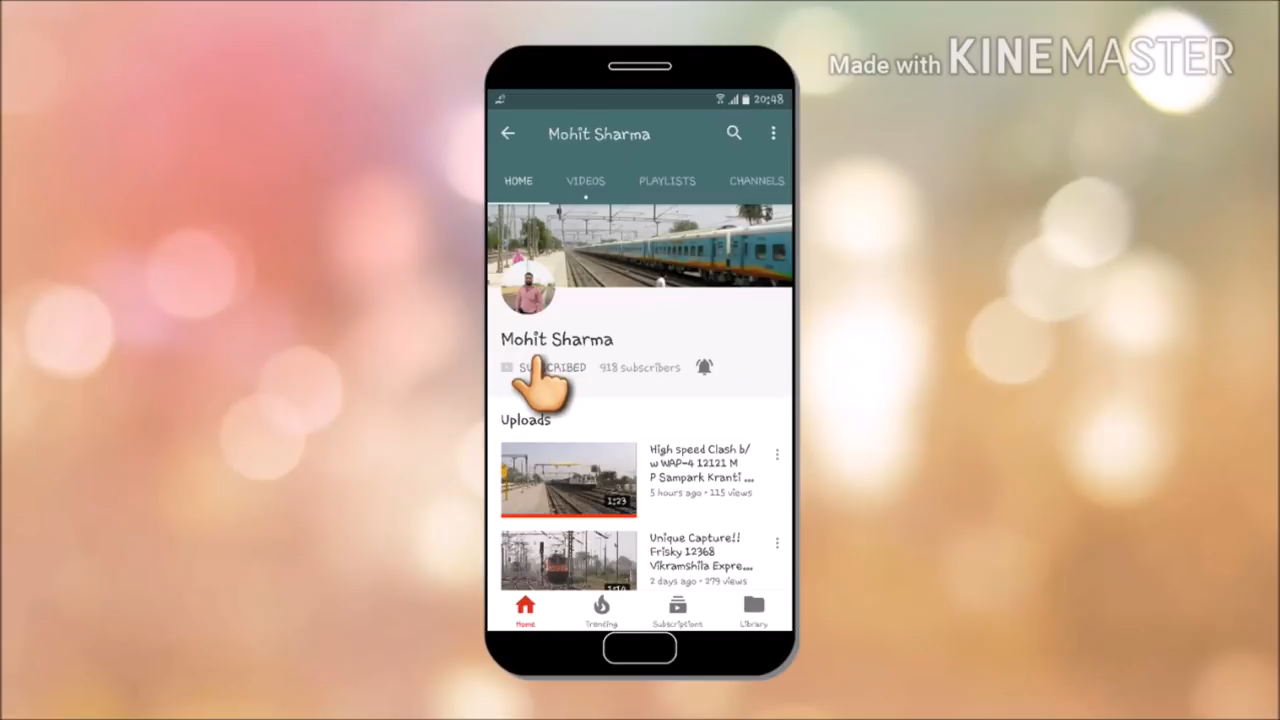 Made with KINEMASTER
20:48
Mohit Sharma
HOME VIDEOS PLAYLISTS CHANNELS
Mohit Sharma
918 subscribers
Uploads
High speed Clash b/
w WAP-4 12121 M
P Sampark Kranti ...
5 hours ago • 115 views
1:23
Unique Capture!!
Frisky 12368
Vikramshila Expre...
2 days ago • 279 views
Home Trending Subscriptions Library